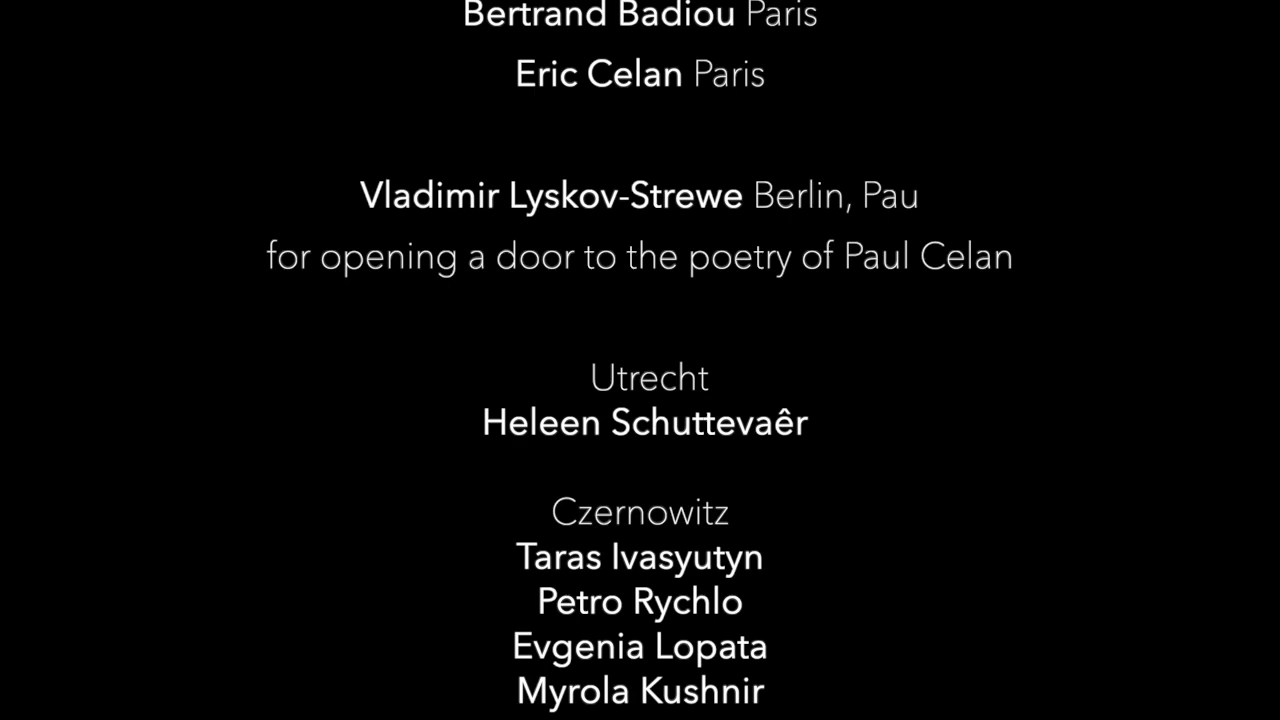 Bertrand Badiou Paris
Eric Celan Paris
Vladimir Lyskov-Strewe Berlin, Pau
for opening a door to the poetry of Paul Celan
Utrecht
Heleen Schuttevaêr
Czernowitz
Taras Ivasyutyn
Petro Rychlo
Evgenia Lopata
Myrola Kushnir